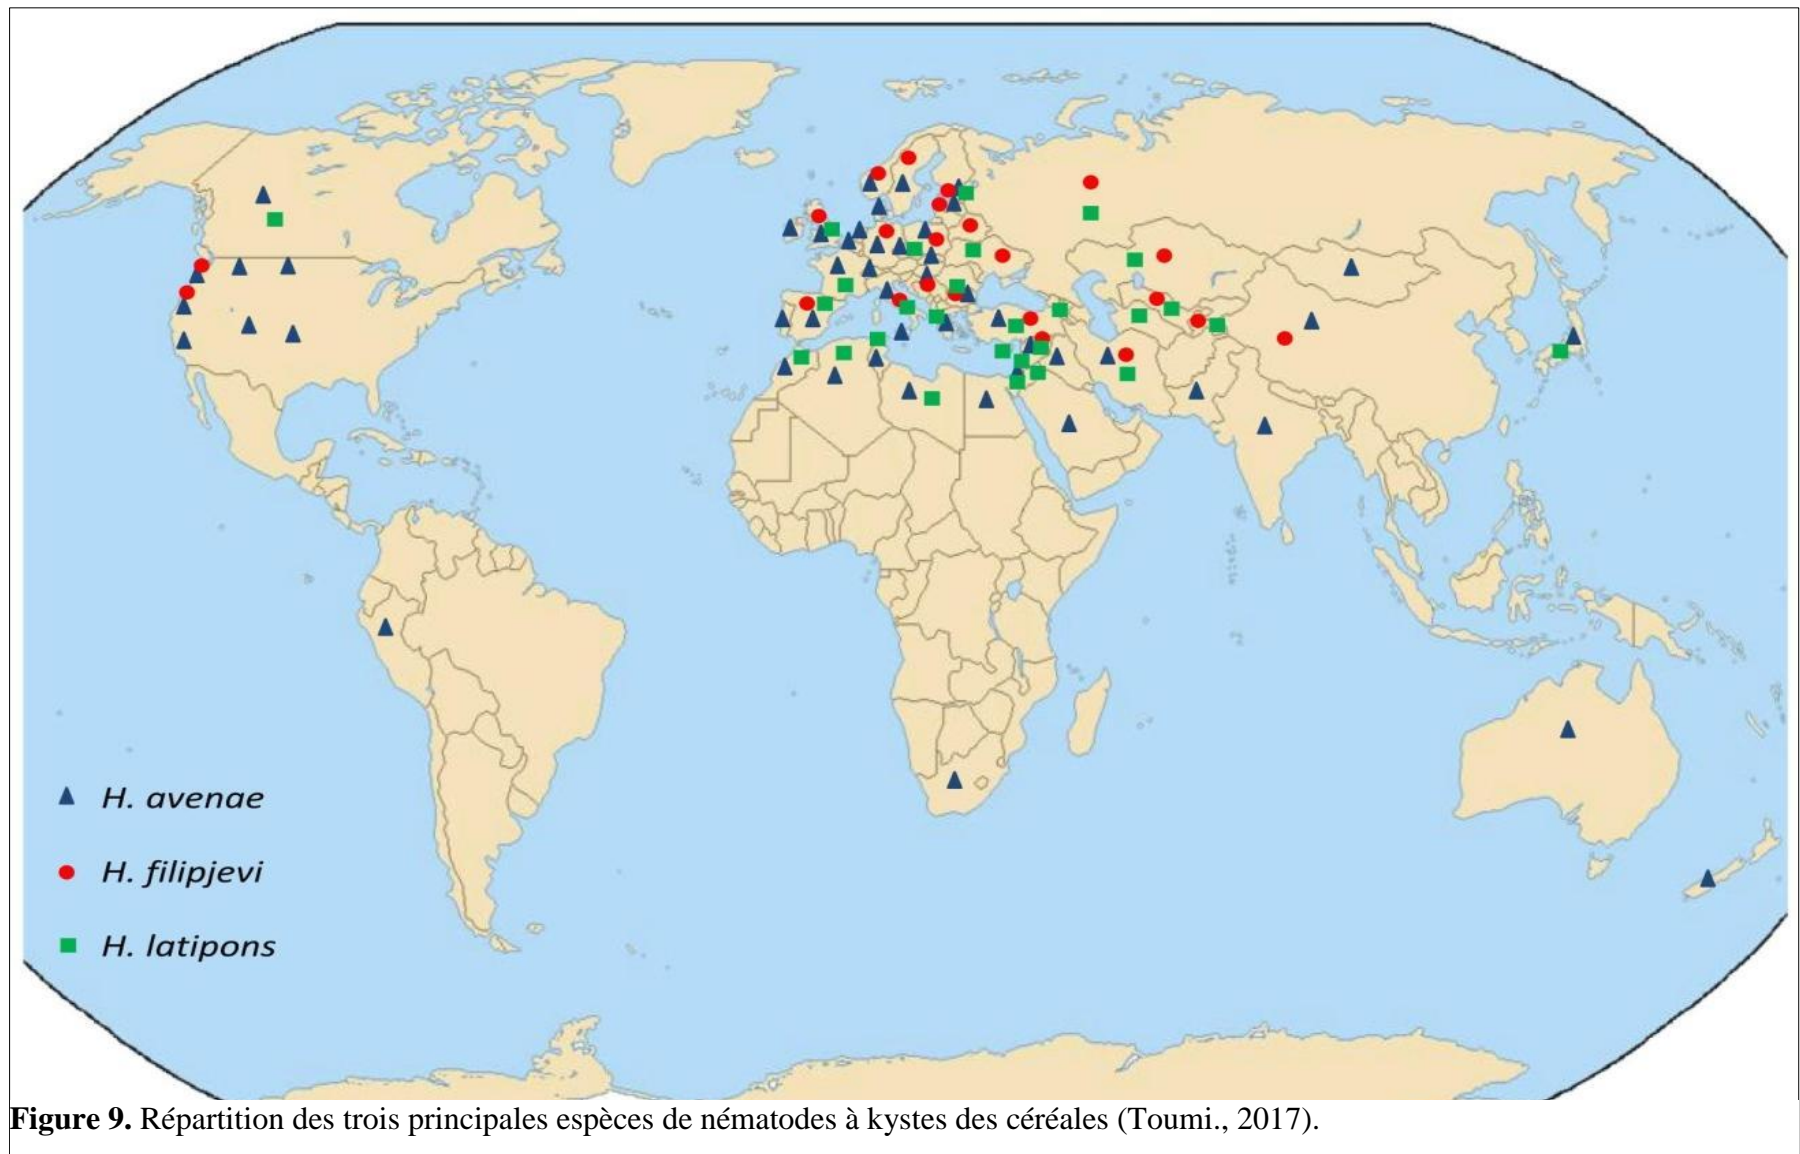 H. avenae
H. filipjevi
H. latipons
Figure 9. Répartition des trois principales espèces de nématodes à kystes des céréales (Toumi., 2017).